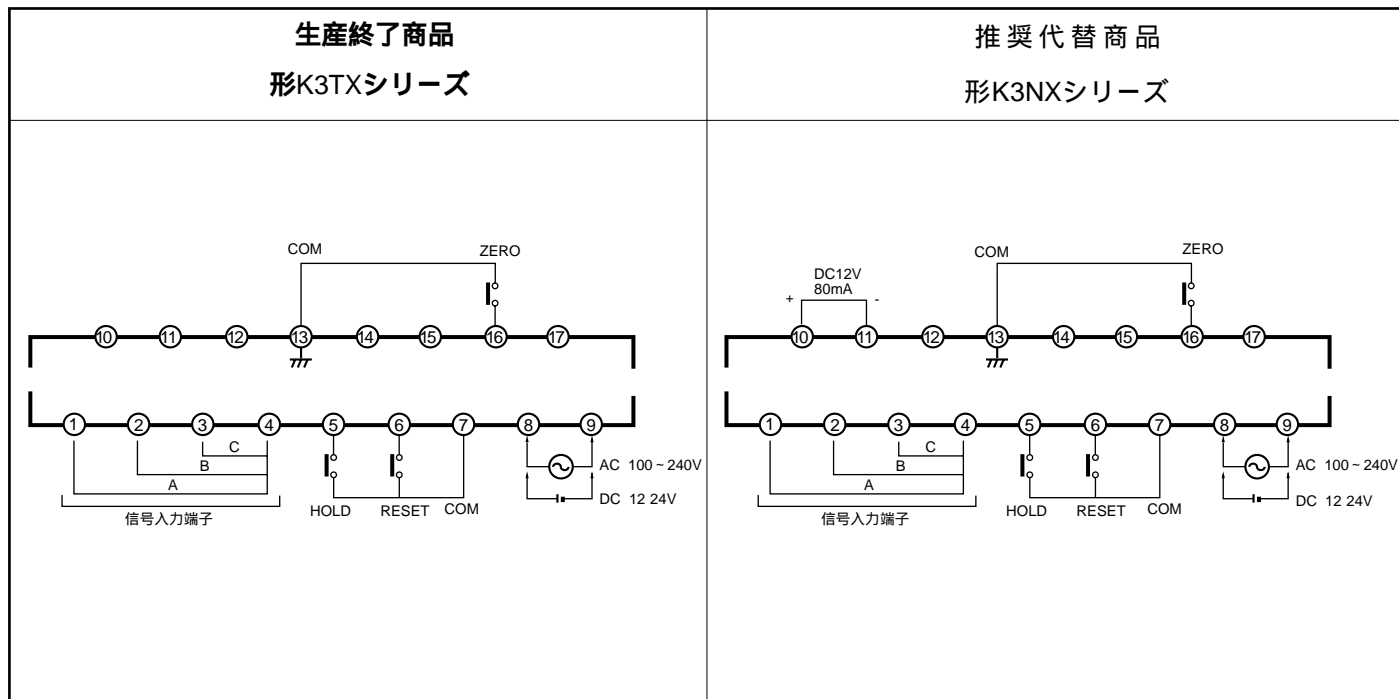 生産終了商品
形K3TXシリーズ
推奨代替商品
形K3NXシリーズ
COM ZERO
10 11 12 13 14 15 16 17
1 2 3 4 5 6 7 8 9
C
B
A
AC 100～240V
DC 12 24V
HOLD RESET COM
信号入力端子
COM ZERO
DC12V
80mA
+ -
10 11 12 13 14 15 16 17
1 2 3 4 5 6 7 8 9
C
B
A
AC 100～240V
DC 12 24V
HOLD RESET COM
信号入力端子